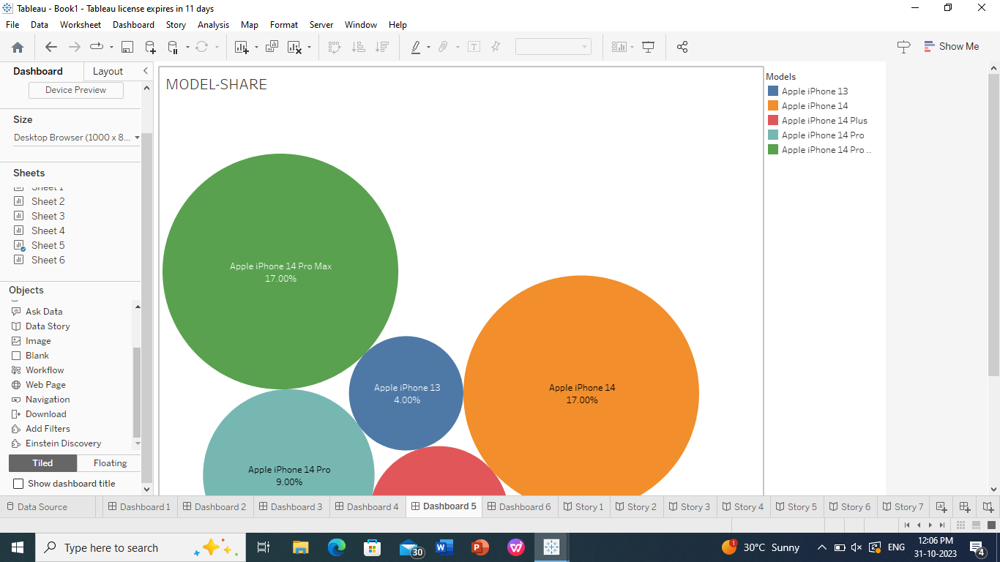 Tableau - Book1 - Tableau license expires in 11 days
File Data Worksheet Dashboard Story Analysis Map Format Server Window Help
Show Me
Dashboard Layout
Device Preview
Size
Desktop Browser (1000 x 8...
Sheets
Sheet 1
Sheet 2
Sheet 3
Sheet 4
Sheet 5
Sheet 6
Objects
Ask Data
Data Story
Image
Blank
Workflow
Web Page
Navigation
Download
Add Filters
Einstein Discovery
Tiled Floating
Show dashboard title
MODEL-SHARE
Apple iPhone 14 Pro Max
17.00%
Apple iPhone 13
4.00%
Apple iPhone 14
17.00%
Apple iPhone 14 Pro
9.00%
Models
Apple iPhone 13
Apple iPhone 14
Apple iPhone 14 Plus
Apple iPhone 14 Pro
Apple iPhone 14 Pro ..
Data Source Dashboard 1 Dashboard 2 Dashboard 3 Dashboard 4 Dashboard 5 Dashboard 6 Story 1 Story 2 Story 3 Story 4 Story 5 Story 6 Story 7
Type here to search
30
W
P
1
30°C Sunny
ENG
12:06 PM
31-10-2023
4